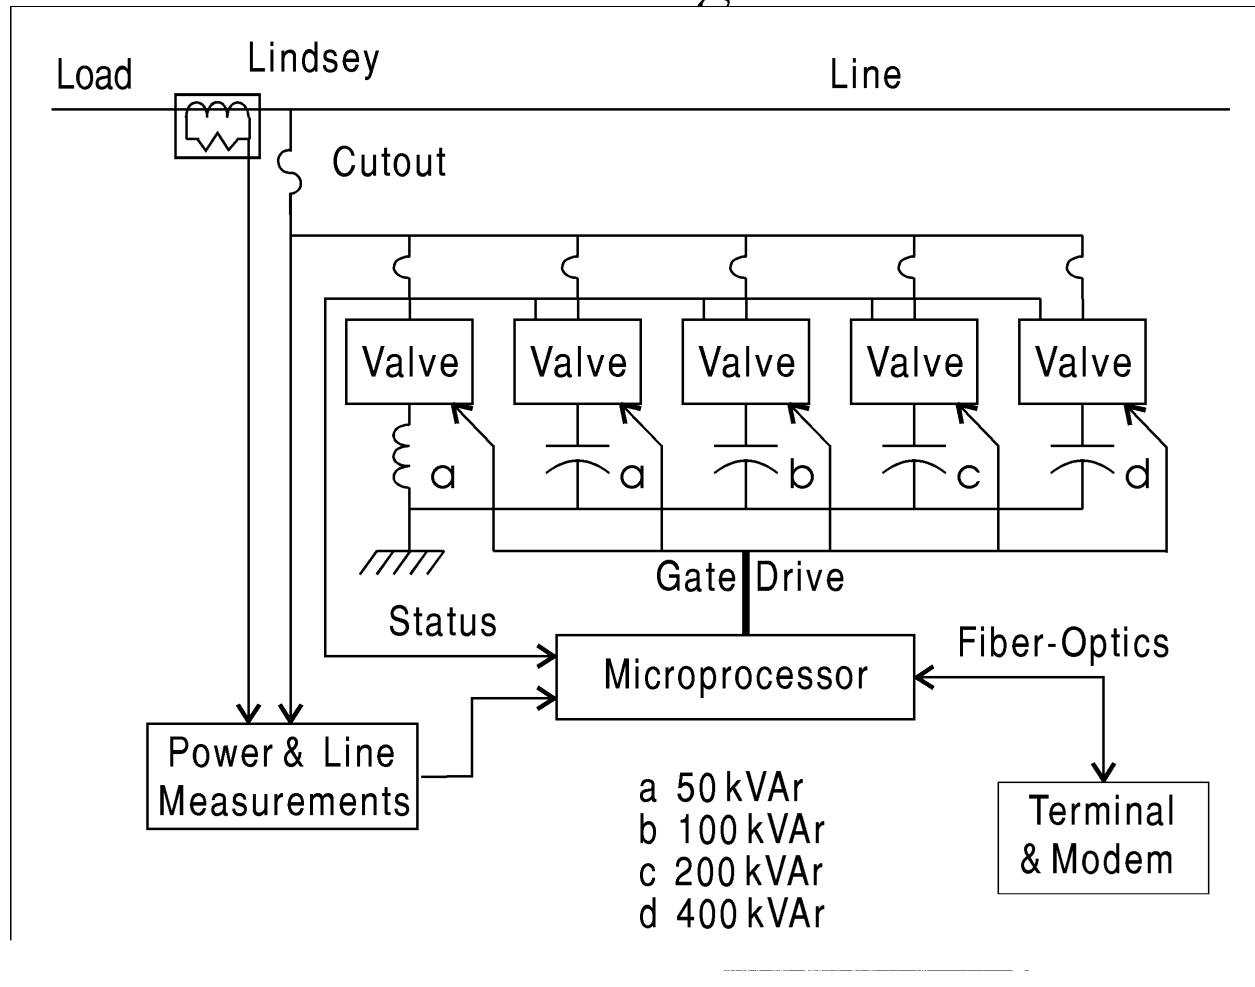 Load
Lindsey
Line
Cutout
Valve
Valve
Valve
Valve
Valve
a
a
b
c
d
Gate Drive
Status
Fiber-Optics
Microprocessor
Power & Line
Measurements
a 50 kVAr
b 100 kVAr
c 200 kVAr
d 400 kVAr
Terminal
& Modem